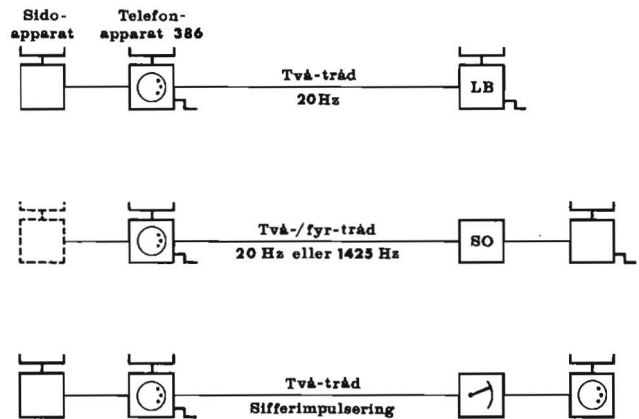 Sido-
apparat
Telefon-
apparat 386
Två-tråd
20 Hz
LB
Två-/fyr-tråd
20 Hz eller 1425 Hz
SO
Två-tråd
Sifferimpulsering